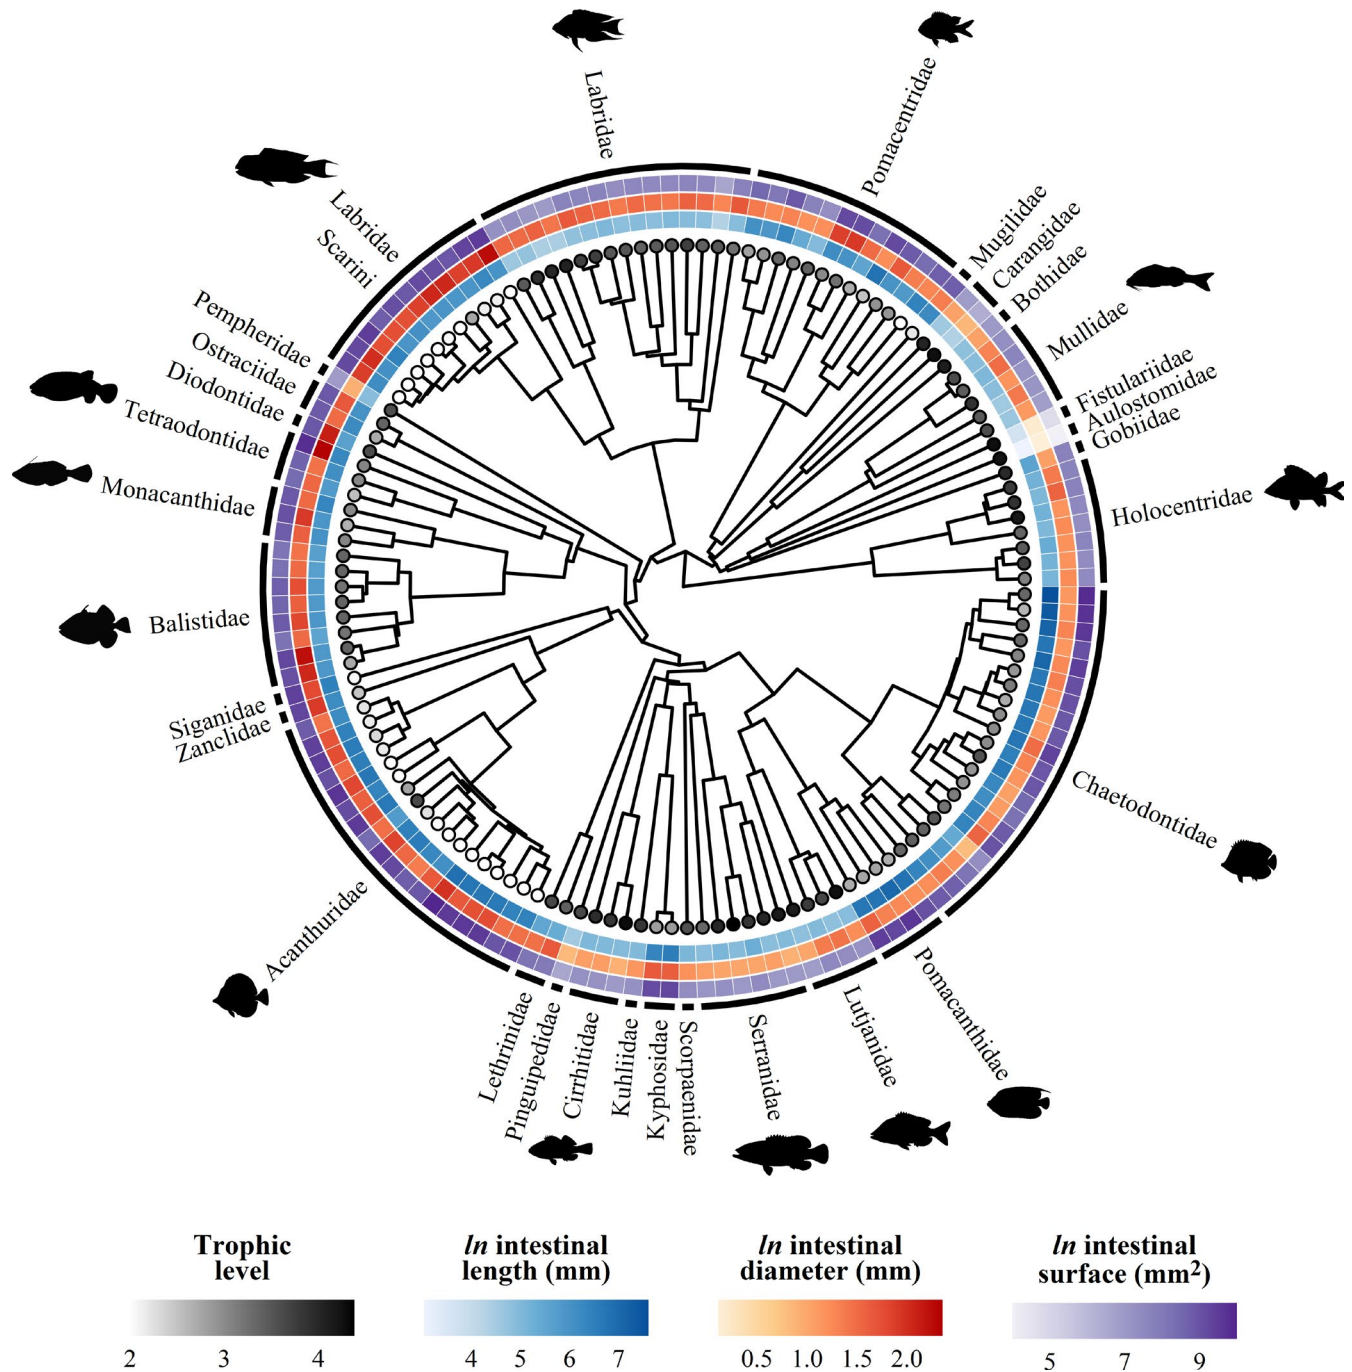 Labridae
Pomacentridae
Mugilidae
Carangidae
Bothidae
Mullidae
Fistulariidae
Aulostomidae
Gobiidae
Holocentridae
Chaetodontidae
Pomacanthidae
Lutjanidae
Serranidae
Scorpaenidae
Kyphosidae
Kuhliidae
Cirrhitidae
Pinguipedidae
Lethrinidae
Acanthuridae
Zanclidae
Siganidae
Balistidae
Monacanthidae
Tetraodontidae
Diodontidae
Ostraciidae
Pempheridae
Labridae
Scarini
Trophic
level
2 3 4
ln intestinal
length (mm)
4 5 6 7
ln intestinal
diameter (mm)
0.5 1.0 1.5 2.0
ln intestinal
surface (mm²)
5 7 9